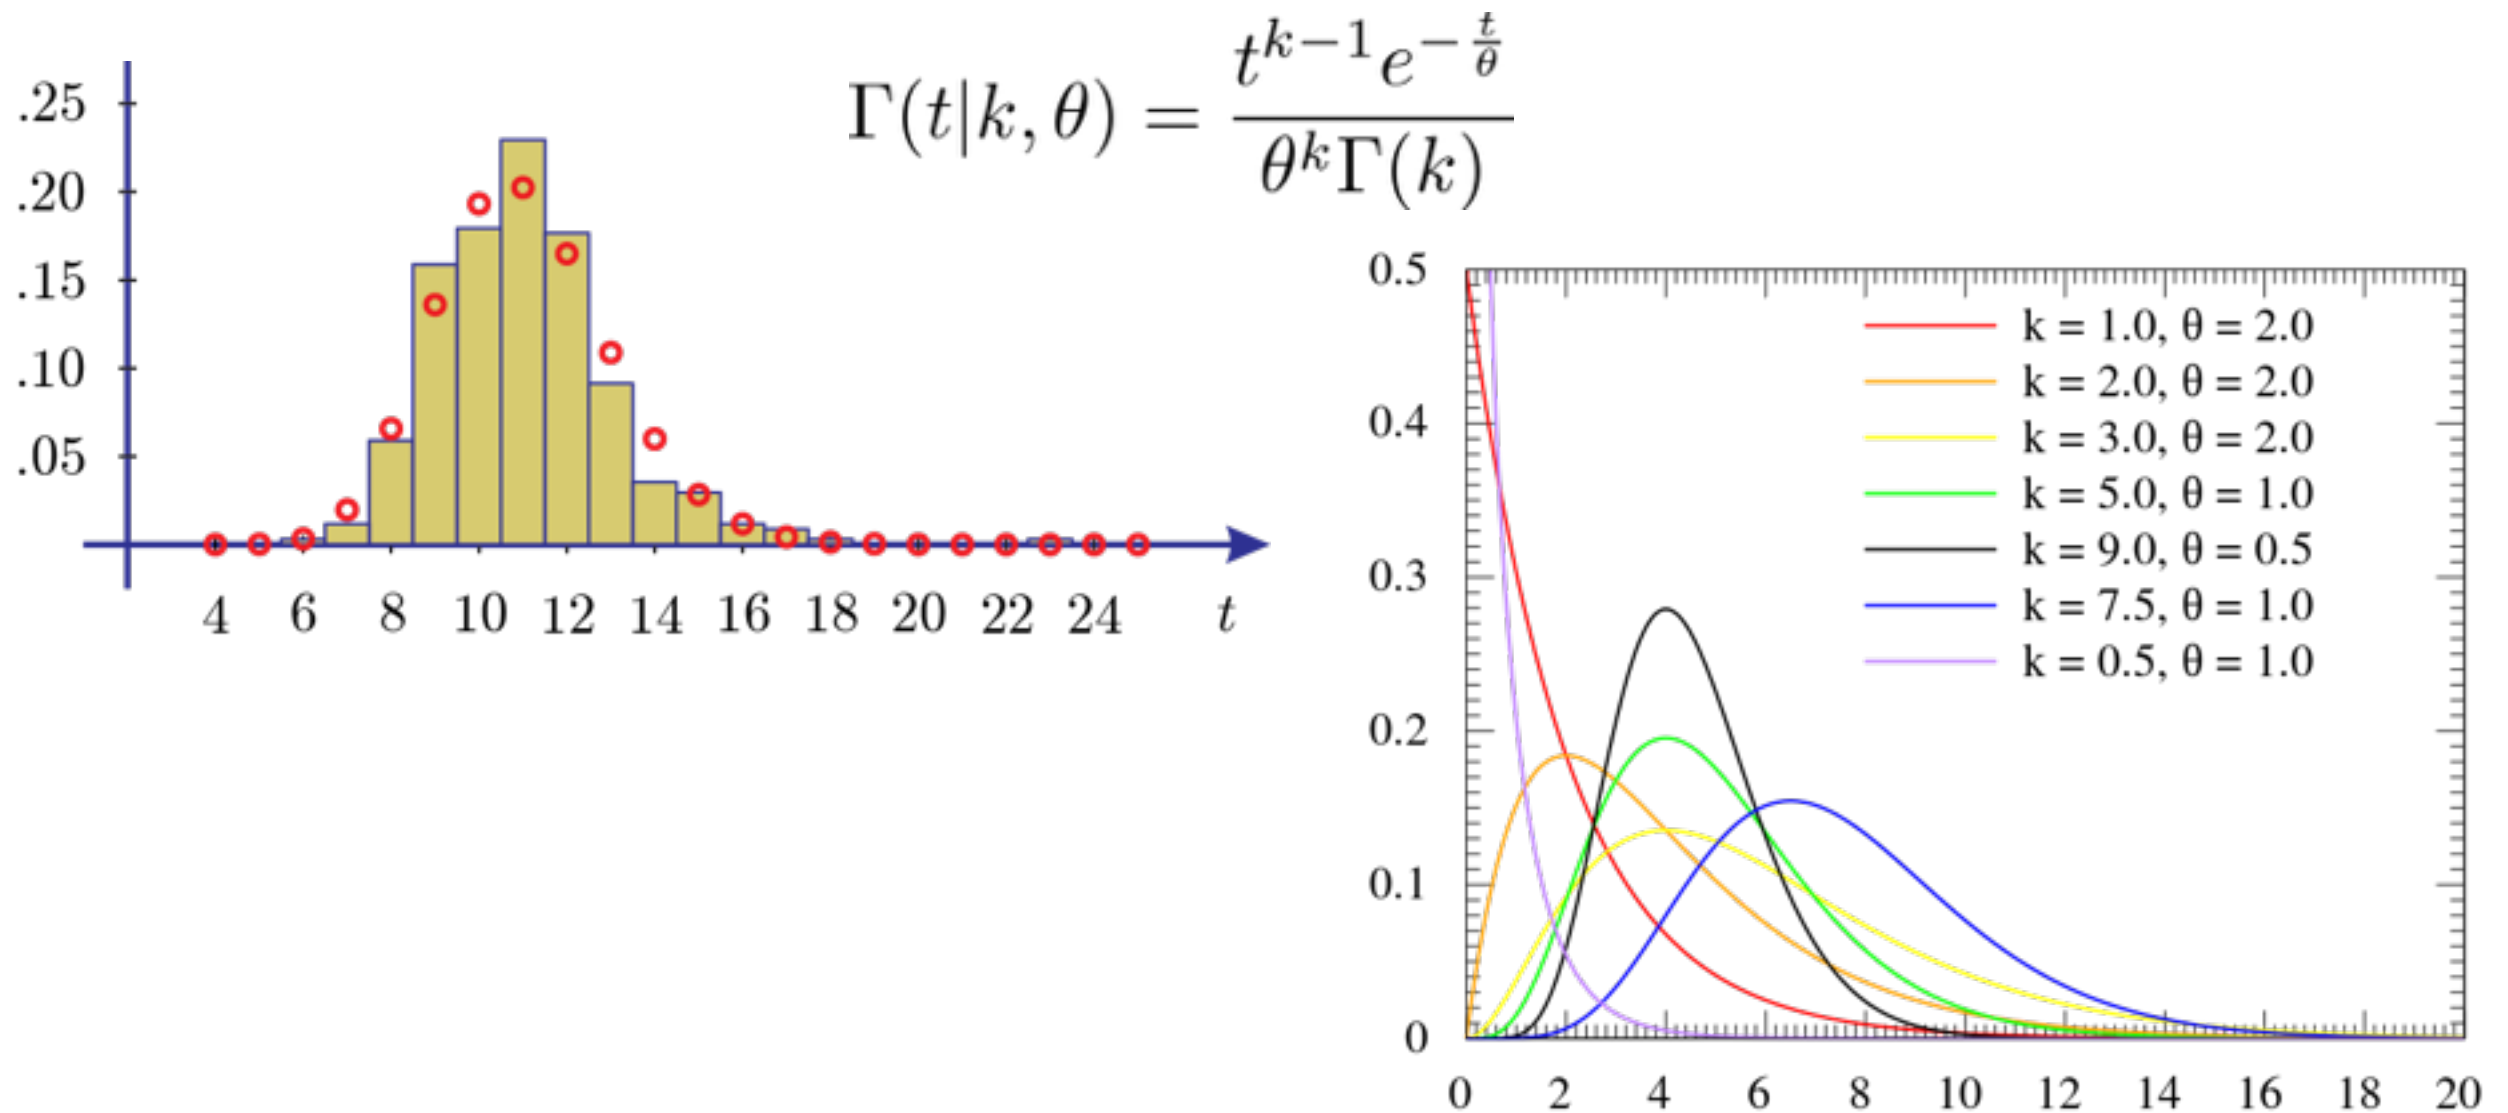 .25
.20
.15
.10
.05
4 6 8 10 12 14 16 18 20 22 24 t
Γ(t|k, θ) = \frac{t^{k−1}e^{−\frac{t}{θ}}}{θ^kΓ(k)}
0.5
0.4
0.3
0.2
0.1
0
k = 1.0, θ = 2.0
k = 2.0, θ = 2.0
k = 3.0, θ = 2.0
k = 5.0, θ = 1.0
k = 9.0, θ = 0.5
k = 7.5, θ = 1.0
k = 0.5, θ = 1.0
0 2 4 6 8 10 12 14 16 18 20